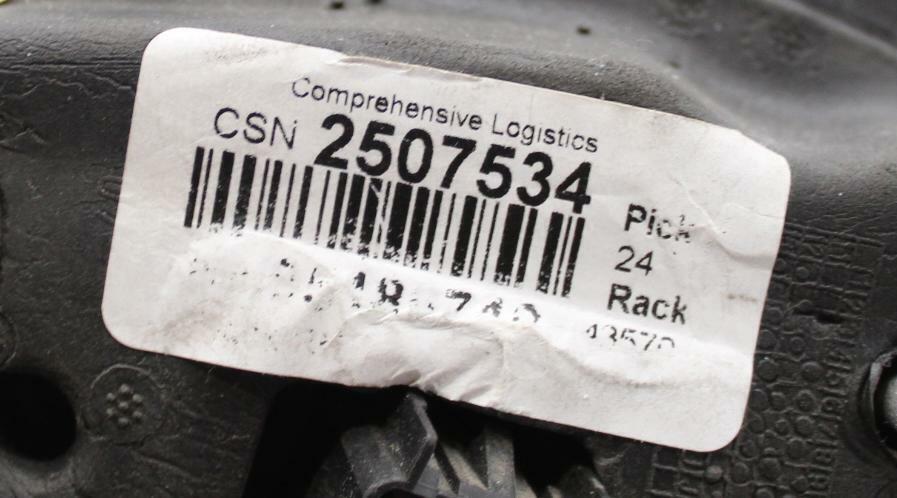 Comprehensive Logistics
CSN 2507534
Pick
24
Rack